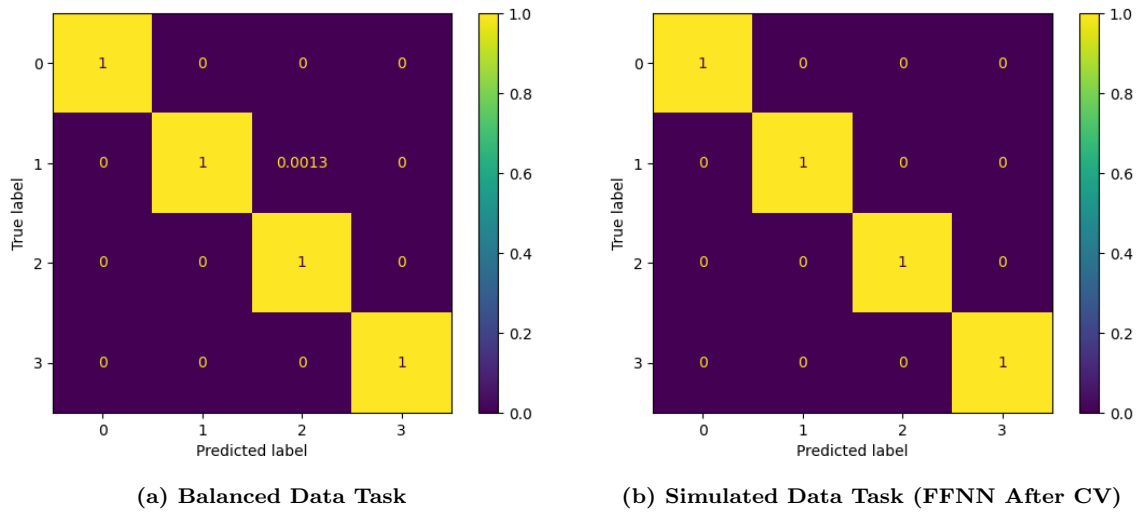 1.0
0 1 0 0 0
0.8
1 0 1 0.0013 0
0.6
True label
0.4
2 0 0 1 0
0.2
3 0 0 0 1
0.0
0 1 2 3
Predicted label
(a) Balanced Data Task
1.0
0 1 0 0 0
0.8
1 0 1 0 0
0.6
True label
0.4
2 0 0 1 0
0.2
3 0 0 0 1
0.0
0 1 2 3
Predicted label
(b) Simulated Data Task (FFNN After CV)